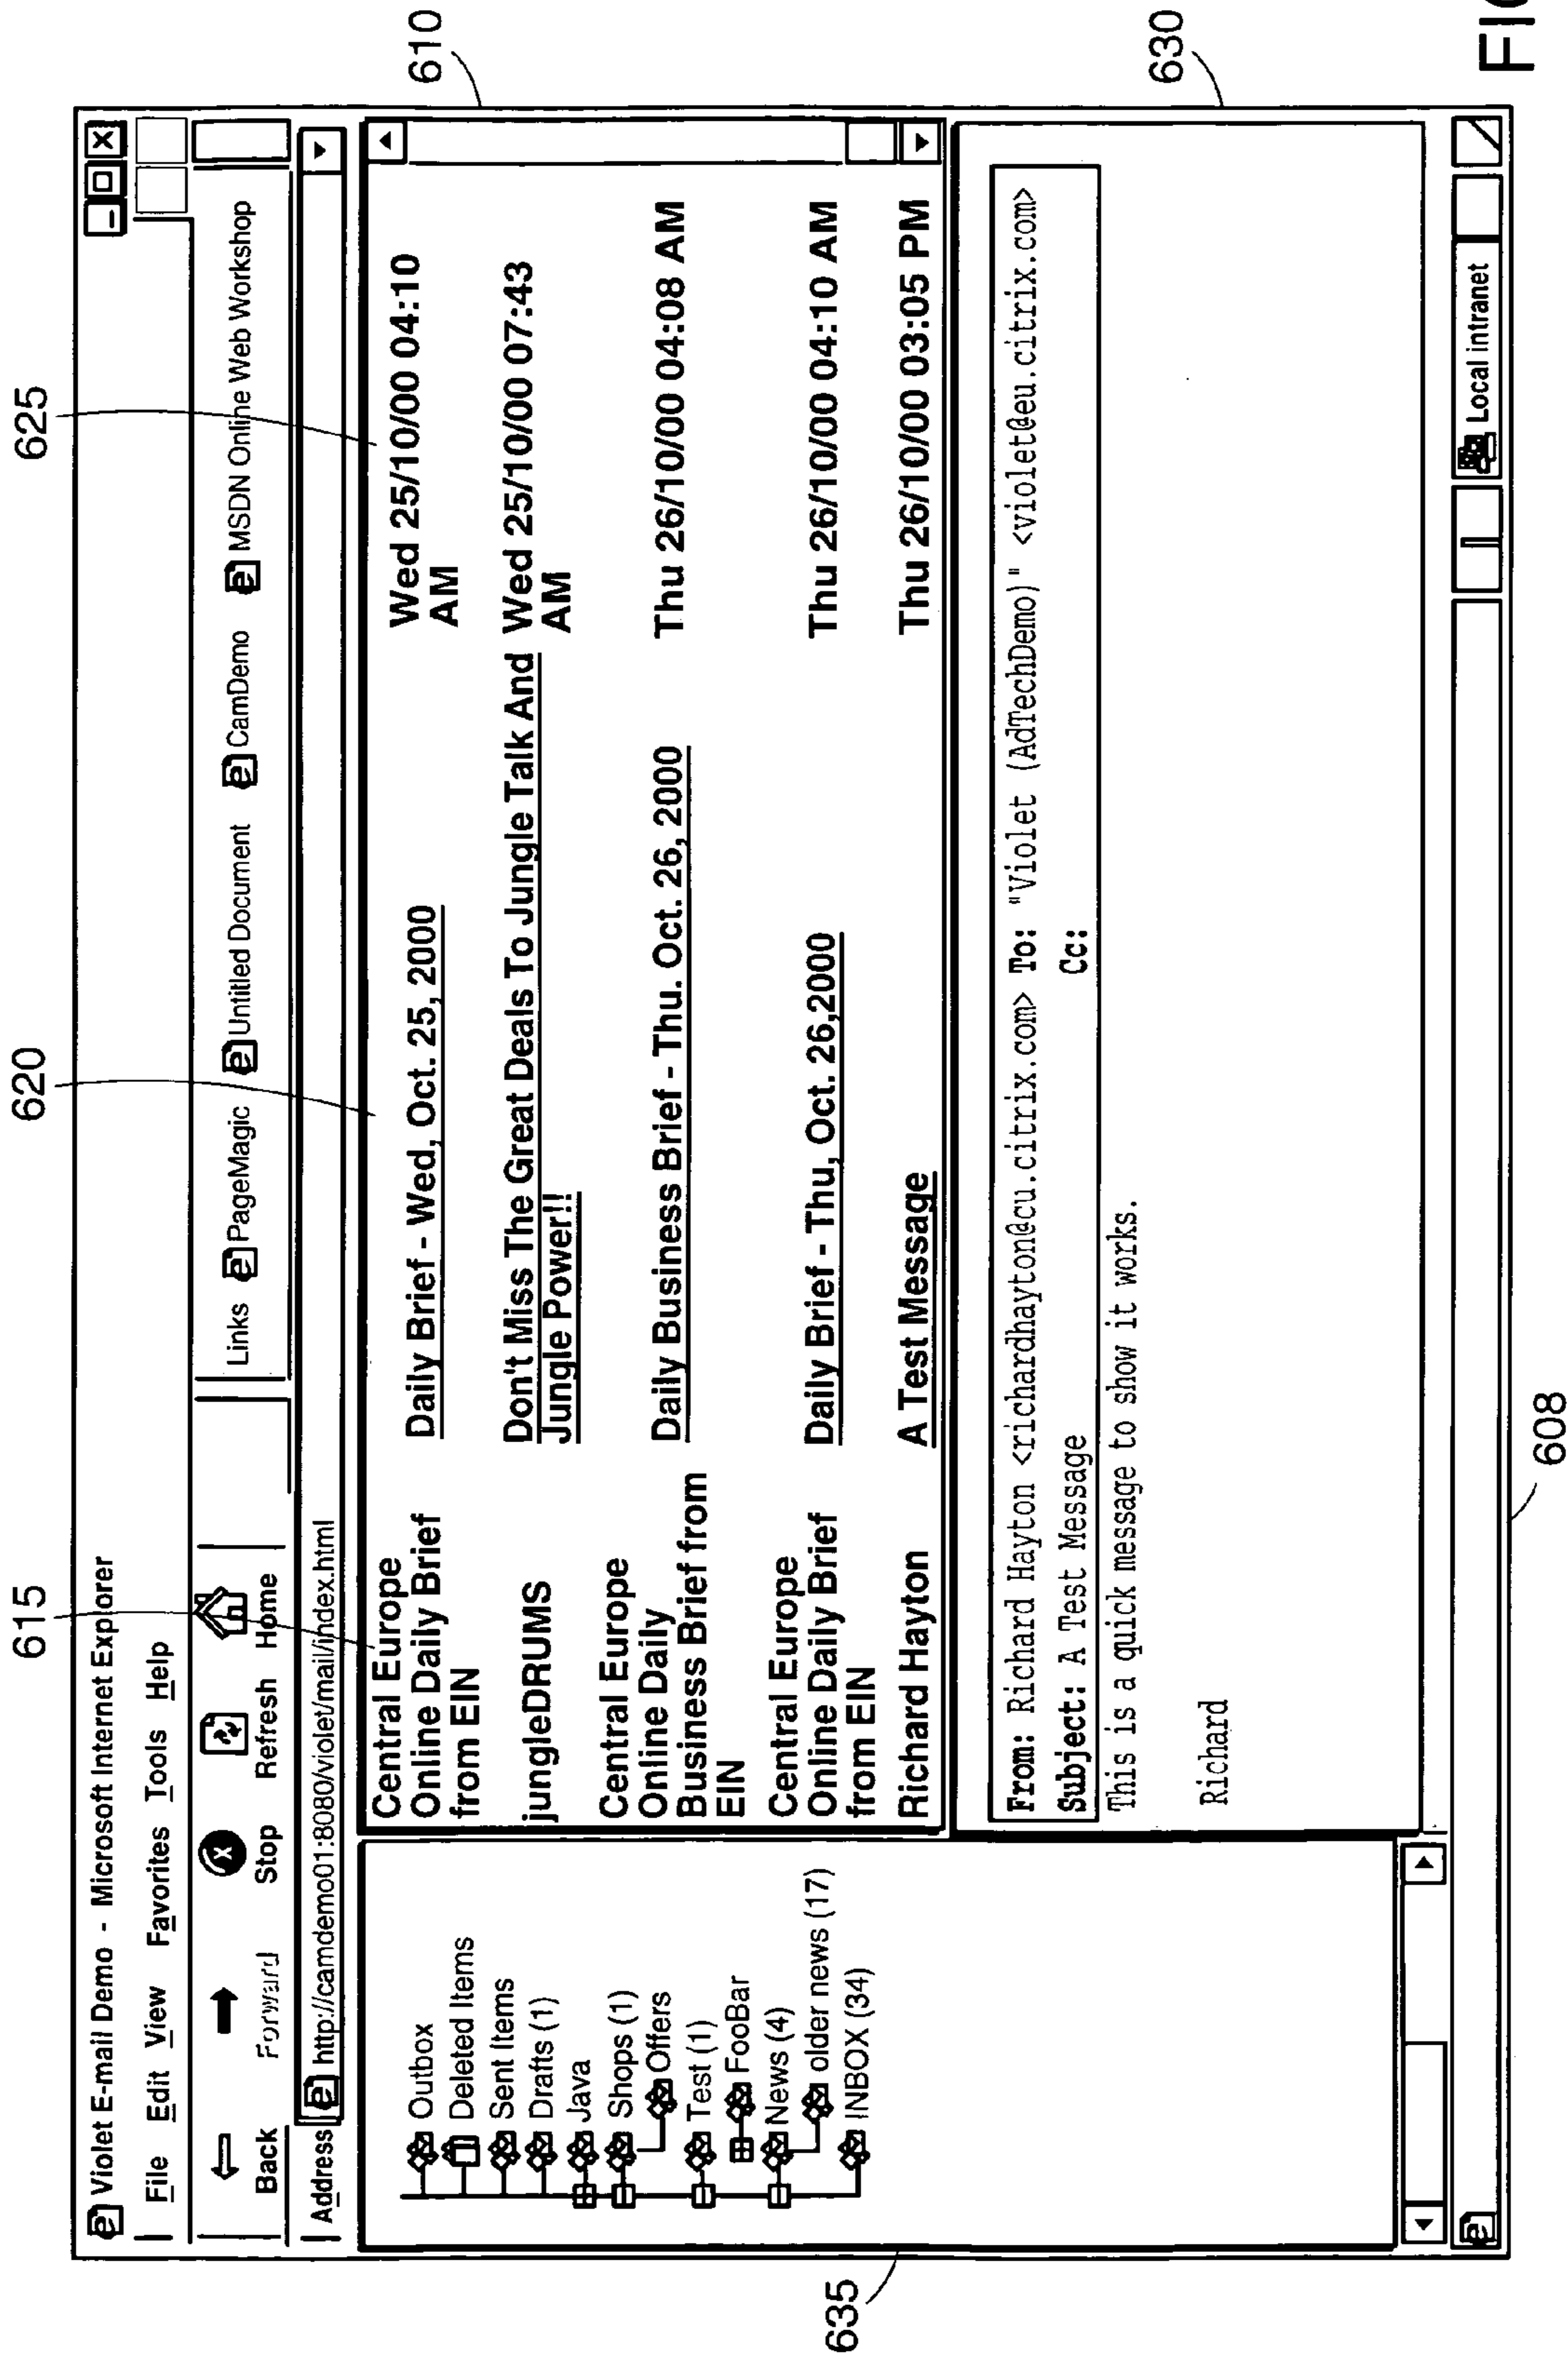 615
620
625
Violet E-mail Demo - Microsoft Internet Explorer
File Edit View Favorites Tools Help
Back Forward Stop Refresh Home
Links PageMagic Untitled Document CamDemo MSDN Online Web Workshop
Address http://camdemo01:8080/violet/mail/index.html
Outbox
Deleted Items
Sent Items
Drafts (1)
Java
Shops (1)
Offers
Test (1)
FooBar
News (4)
older news (17)
INBOX (34)
635
Central Europe
Online Daily Brief
from EIN
Daily Brief - Wed, Oct. 25, 2000
Wed 25/10/00 04:10
AM
jungleDRUMS
Don't Miss The Great Deals To Jungle Talk And
Jungle Power!!
Wed 25/10/00 07:43
AM
Central Europe
Online Daily
Business Brief from
EIN
Daily Business Brief - Thu. Oct. 26, 2000
Thu 26/10/00 04:08 AM
Central Europe
Online Daily Brief
from EIN
Daily Brief - Thu, Oct. 26,2000
Thu 26/10/00 04:10 AM
Richard Hayton
A Test Message
Thu 26/10/00 03:05 PM
610
From: Richard Hayton <richardhayton@cu.citrix.com> To: "Violet (AdTechDemo)" <violet@eu.citrix.com>
Subject: A Test Message Cc:
This is a quick message to show it works.
Richard
630
Local intranet
608